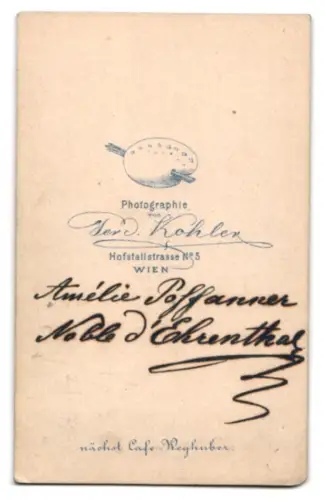 Photographie
von
Ferd. Kohler
Hofstallstrasse No 5
WIEN
Amélie Poffanner
Noble d'Ehrenthal
nächst Cafe Weghuber.